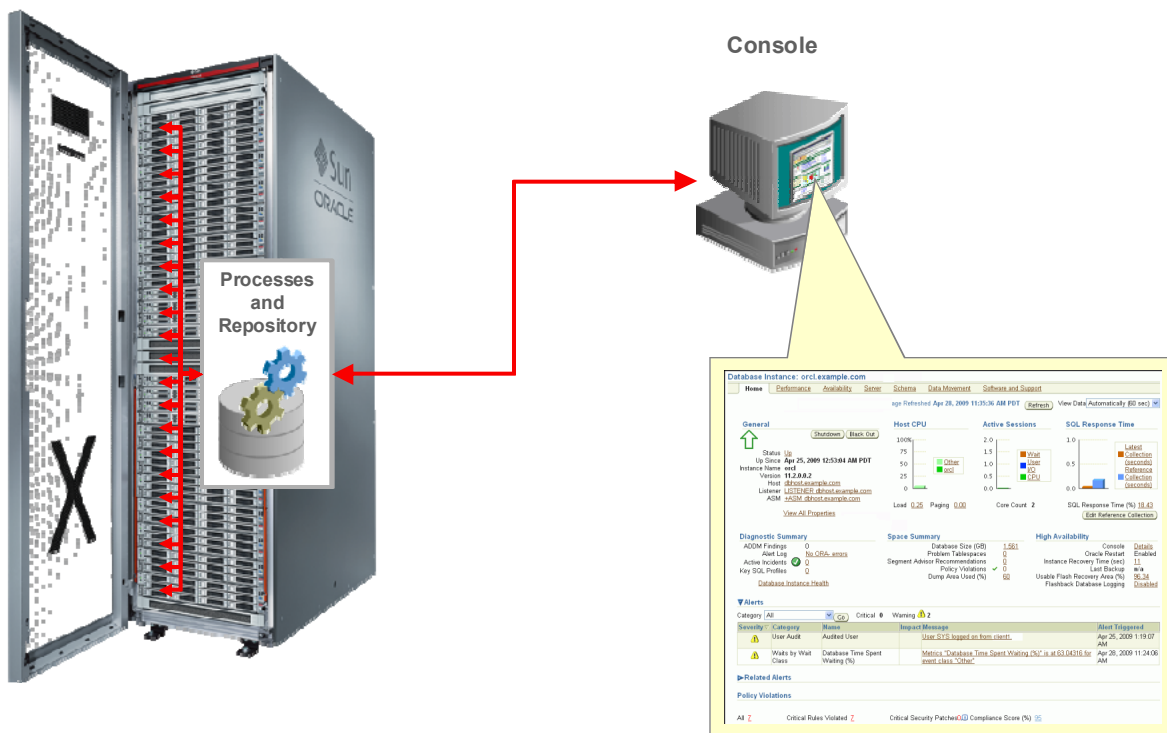 Console
Sun
ORACLE
Processes
and
Repository
Database Instance: orcl.example.com
Home Performance Availability Server Schema Data Movement Software and Support
age Refreshed Apr 28, 2009 11:35:36 AM PDT Refresh View Data Automatically (60 sec)
General
Shutdown Black Out
Status Up
Up Since Apr 25, 2009 12:53:04 AM PDT
Instance Name orcl
Version 11.2.0.0.2
Host dbhost.example.com
Listener LISTENER dbhost.example.com
ASM +ASM dbhost.example.com
View All Properties
Host CPU
100%
75
50
25
0
Other
orcl
Load 0.25 Paging 0.00
Active Sessions
2.0
1.5
1.0
0.5
0.0
Wait
User
I/O
CPU
Core Count 2
SQL Response Time
1.0
0.5
0.0
Latest
Collection
(seconds)
Reference
Collection
(seconds)
SQL Response Time (%) 18.43
Edit Reference Collection
Diagnostic Summary
ADDM Findings 0
Alert Log No ORA- errors
Active Incidents 0
Key SQL Profiles 0
Database Instance Health
Space Summary
Database Size (GB) 1.561
Problem Tablespaces 0
Segment Advisor Recommendations 0
Policy Violations 0
Dump Area Used (%) 60
High Availability
Console Details
Oracle Restart Enabled
Instance Recovery Time (sec) 11
Last Backup n/a
Usable Flash Recovery Area (%) 96.34
Flashback Database Logging Disabled
Alerts
Category All Go Critical 0 Warning 2
Severity Category Name Impact Message Alert Triggered
User Audit Audited User User SYS logged on from client. Apr 25, 2009 1:19:07
AM
Waits by Wait Database Time Spent Metrics "Database Time Spent Waiting (%)" is at 63.04316 for Apr 28, 2009 11:24:06
Class Waiting (%) event class "Other" AM
Related Alerts
Policy Violations
All 7 Critical Rules Violated 7 Critical Security Patches 0 Compliance Score (%)